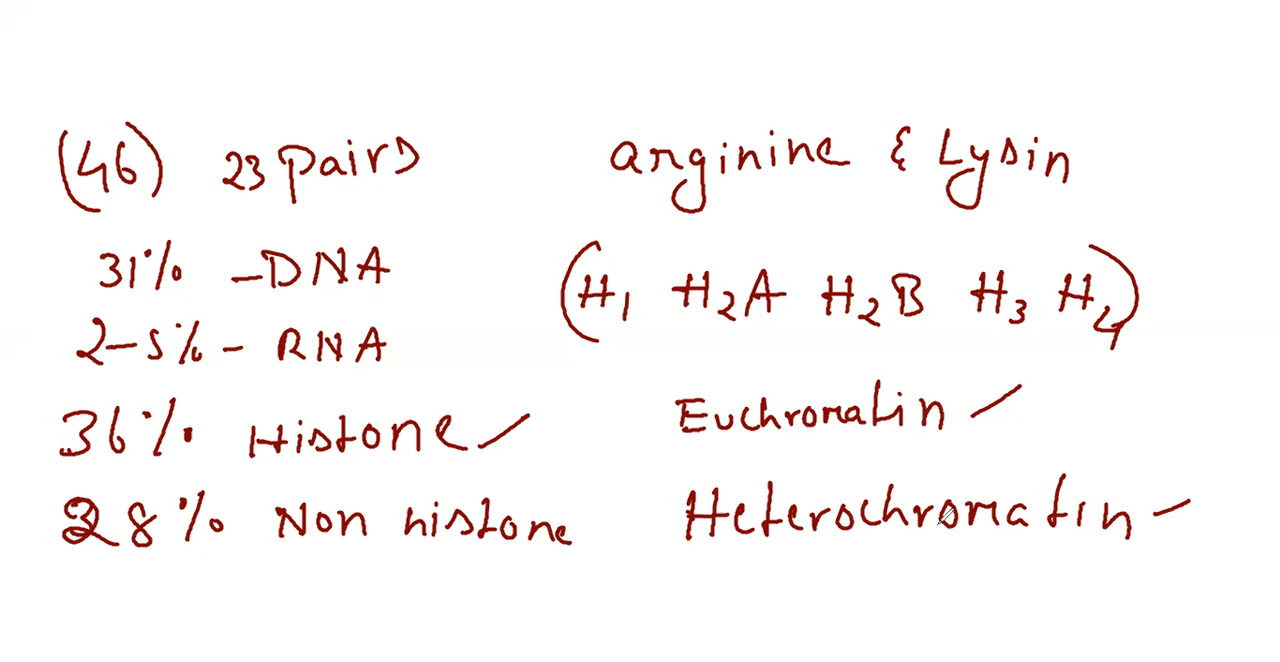 (46) 23 Pairs
31% - DNA
2-5% - RNA
36% Histone
28% Non histone
arginine & Lysin
(H1 H2A H2B H3 H4)
Euchromatin
Heterochromatin